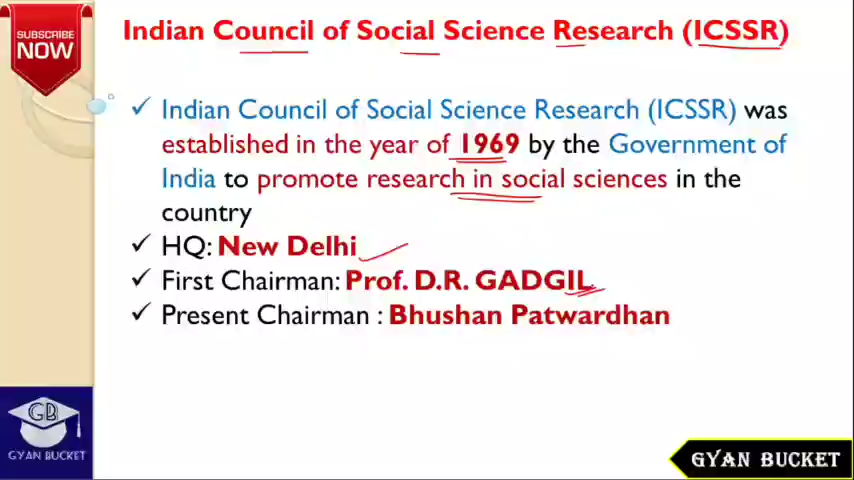 SUBSCRIBE
NOW
Indian Council of Social Science Research (ICSSR)
✓ Indian Council of Social Science Research (ICSSR) was
established in the year of 1969 by the Government of
India to promote research in social sciences in the
country
✓ HQ: New Delhi
✓ First Chairman: Prof. D.R. GADGIL
✓ Present Chairman : Bhushan Patwardhan
GB
GYAN BUCKET
GYAN BUCKET